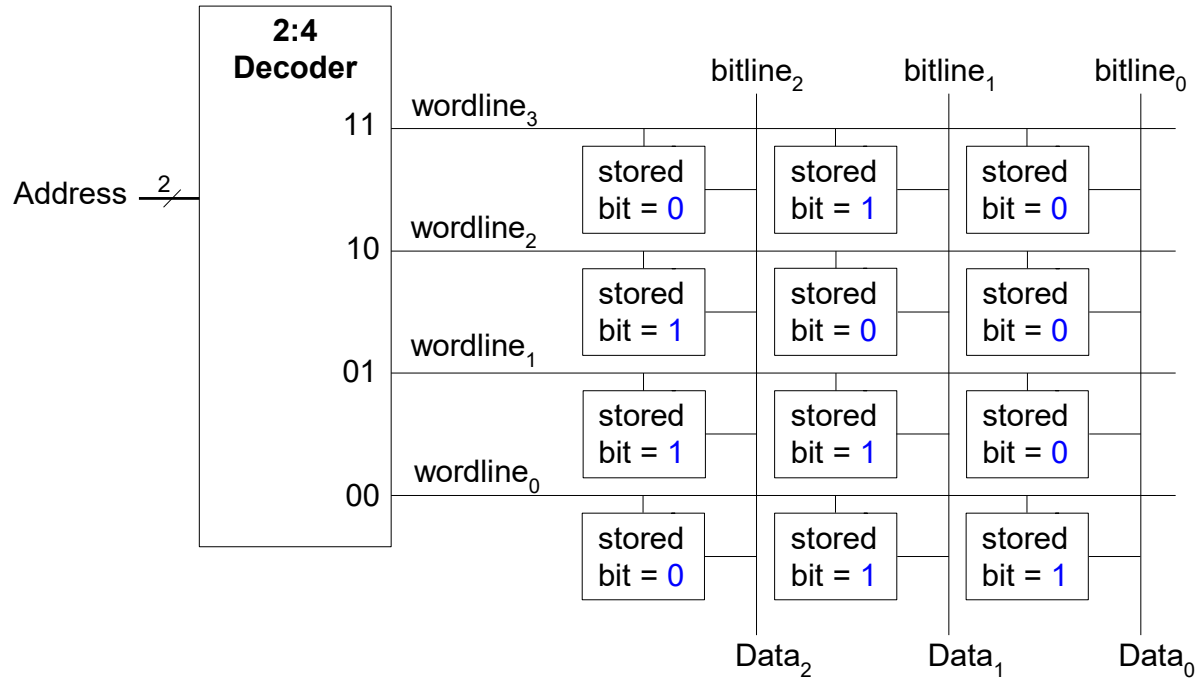 2:4
Decoder
bitline₂ bitline₁ bitline₀
wordline₃
11
stored stored stored
bit = 0 bit = 1 bit = 0
Address 2
wordline₂
10
stored stored stored
bit = 1 bit = 0 bit = 0
wordline₁
01
stored stored stored
bit = 1 bit = 1 bit = 0
wordline₀
00
stored stored stored
bit = 0 bit = 1 bit = 1
Data₂ Data₁ Data₀